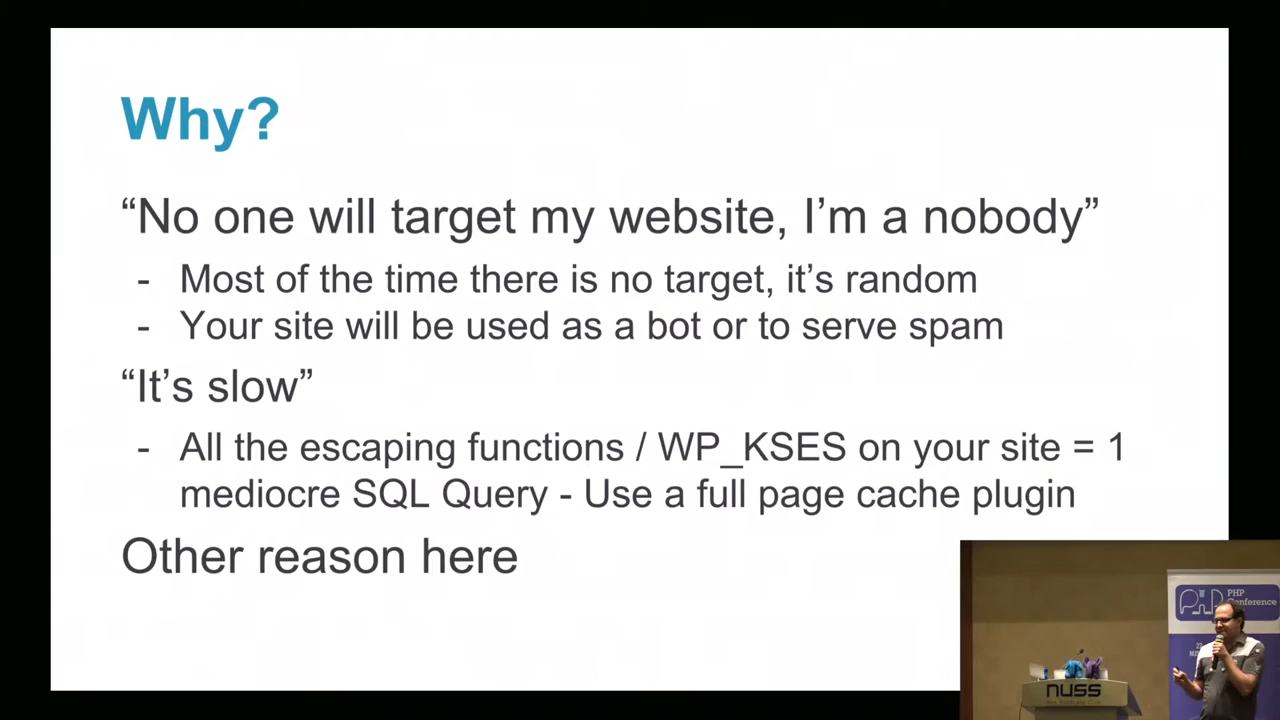 Why?
“No one will target my website, I’m a nobody”
- Most of the time there is no target, it’s random
- Your site will be used as a bot or to serve spam
“It’s slow”
- All the escaping functions / WP_KSES on your site = 1
mediocre SQL Query - Use a full page cache plugin
Other reason here
PHP
Conference
nuss